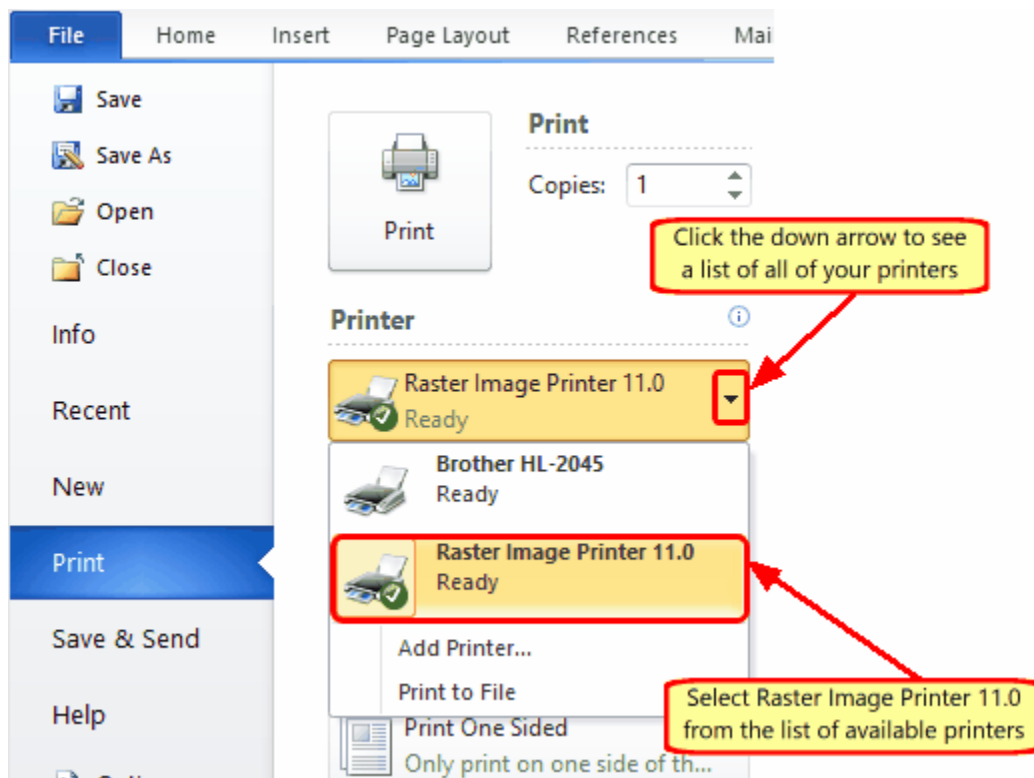 File Home Insert Page Layout References Mai
Save
Save As
Open
Close
Info
Recent
New
Print
Save & Send
Help
Print
Print
Copies: 1
Click the down arrow to see
a list of all of your printers
Printer
Raster Image Printer 11.0
Ready
Brother HL-2045
Ready
Raster Image Printer 11.0
Ready
Add Printer...
Print to File
Select Raster Image Printer 11.0
from the list of available printers
Print One Sided
Only print on one side of th...